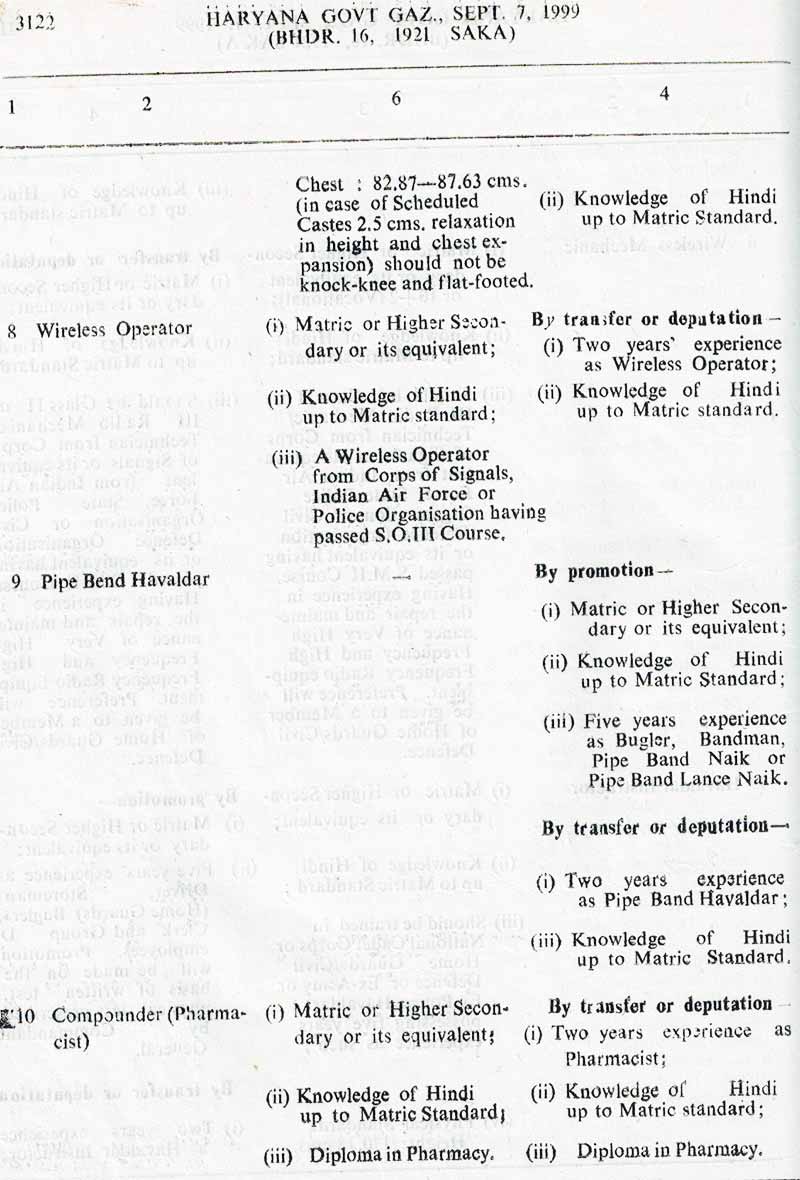 3122
HARYANA GOVT GAZ., SEPT. 7, 1999
(BHDR. 16, 1921 SAKA)
1 2 6 4
Chest : 82.87—87.63 cms.
(in case of Scheduled
Castes 2.5 cms. relaxation
in height and chest ex-
pansion) should not be
knock-knee and flat-footed.
(ii) Knowledge of Hindi
up to Matric Standard.
8 Wireless Operator
(i) Matric or Higher Secon-
dary or its equivalent;
(ii) Knowledge of Hindi
up to Matric standard;
(iii) A Wireless Operator
from Corps of Signals,
Indian Air Force or
Police Organisation having
passed S.O.III Course.
By transfer or deputation—
(i) Two years' experience
as Wireless Operator;
(ii) Knowledge of Hindi
up to Matric standard.
9 Pipe Bend Havaldar
—
By promotion—
(i) Matric or Higher Secon-
dary or its equivalent;
(ii) Knowledge of Hindi
up to Matric Standard;
(iii) Five years experience
as Bugler, Bandman,
Pipe Band Naik or
Pipe Band Lance Naik.
By transfer or deputation—
(i) Two years experience
as Pipe Band Havaldar;
(iii) Knowledge of Hindi
up to Matric Standard.
10 Compounder (Pharma-
cist)
(i) Matric or Higher Secon-
dary or its equivalent;
(ii) Knowledge of Hindi
up to Matric Standard;
(iii) Diploma in Pharmacy.
By transfer or deputation—
(i) Two years experience as
Pharmacist;
(ii) Knowledge of Hindi
up to Matric standard;
(iii) Diploma in Pharmacy.